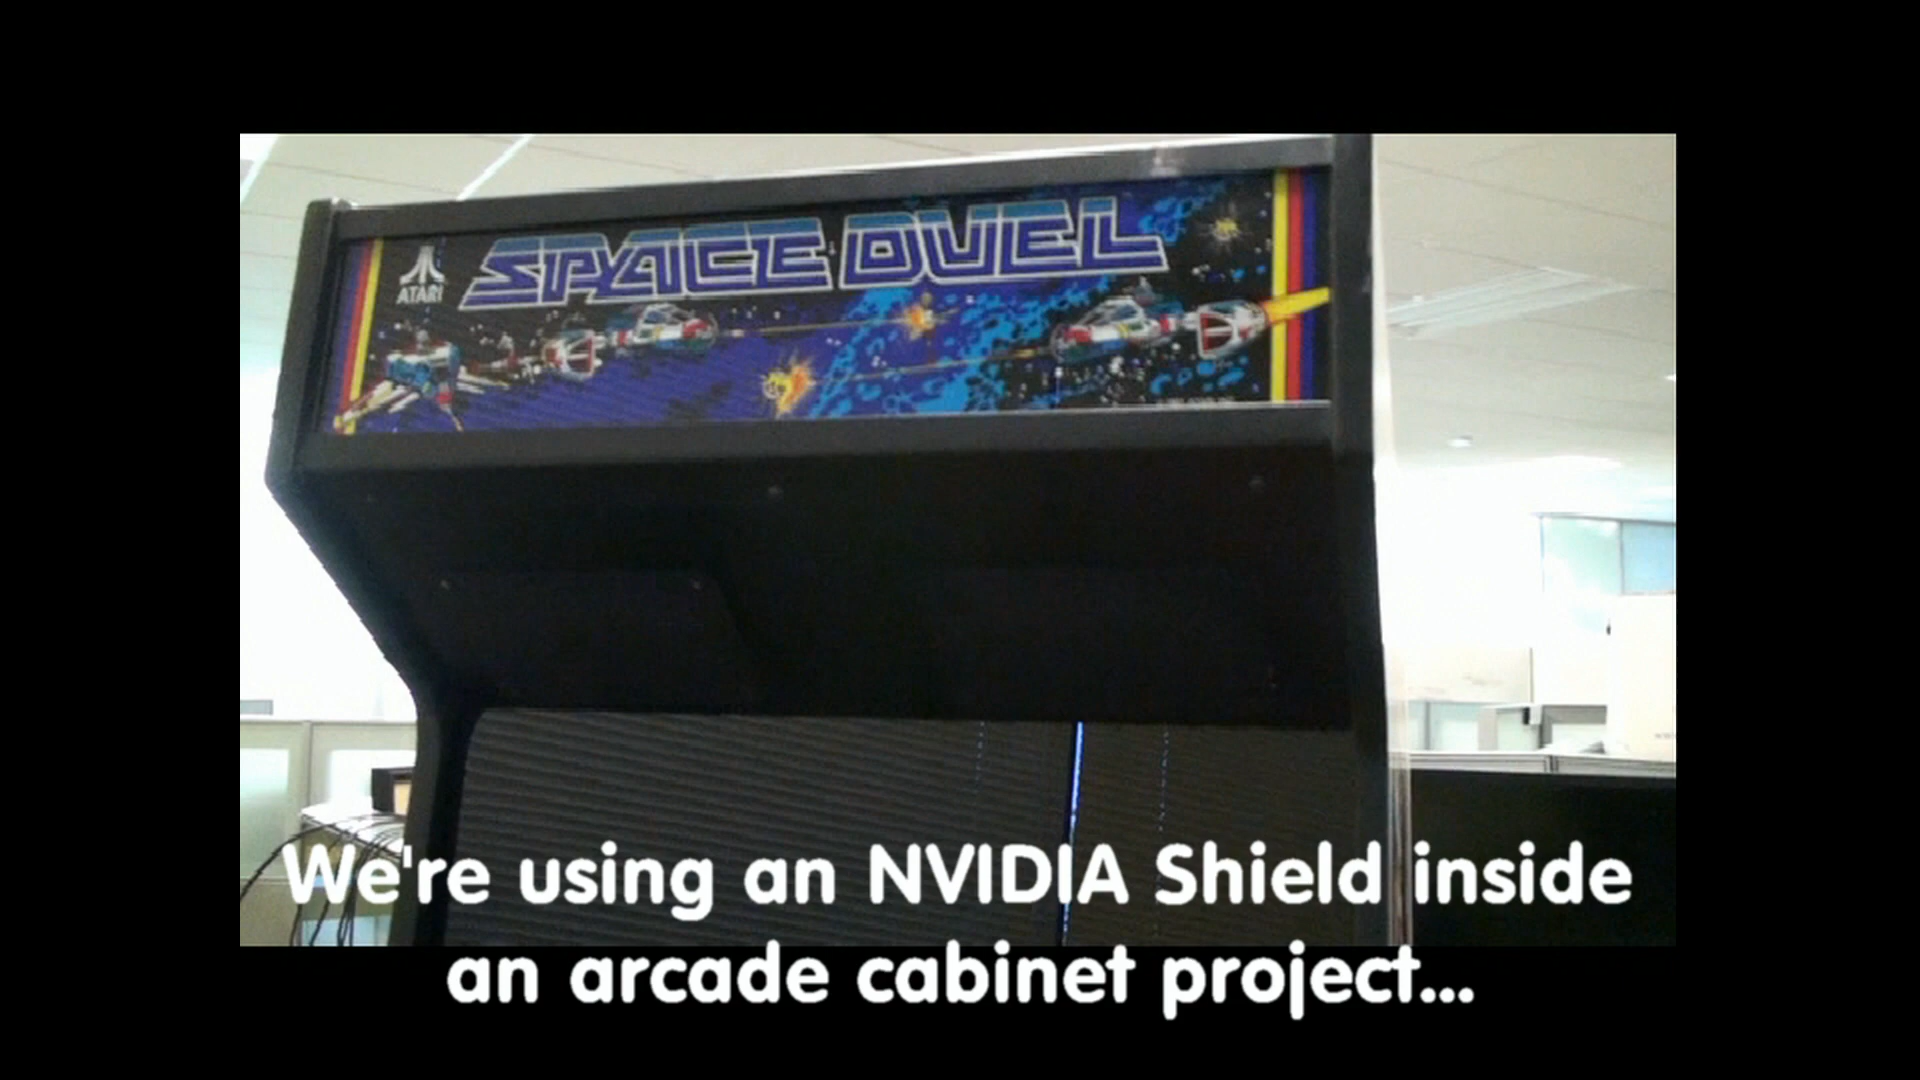 SPACE DUEL
ATARI
We're using an NVIDIA Shield inside
an arcade cabinet project...